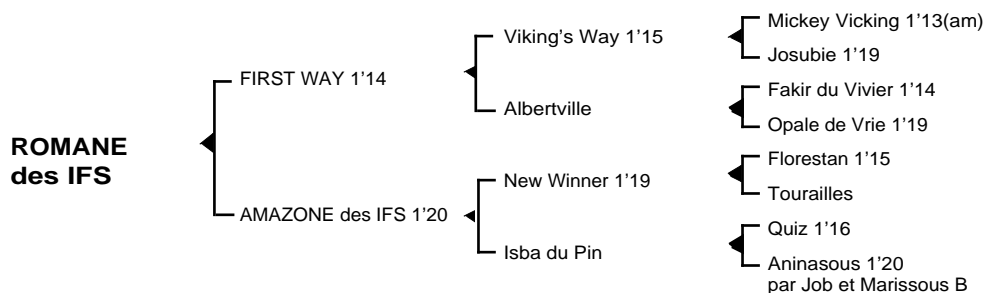 ROMANE
des IFS
FIRST WAY 1’14
AMAZONE des IFS 1’20
Viking’s Way 1’15
Albertville
New Winner 1’19
Isba du Pin
Mickey Vicking 1’13(am)
Josubie 1’19
Fakir du Vivier 1’14
Opale de Vrie 1’19
Florestan 1’15
Tourailles
Quiz 1’16
Aninasous 1’20
par Job et Marissous B